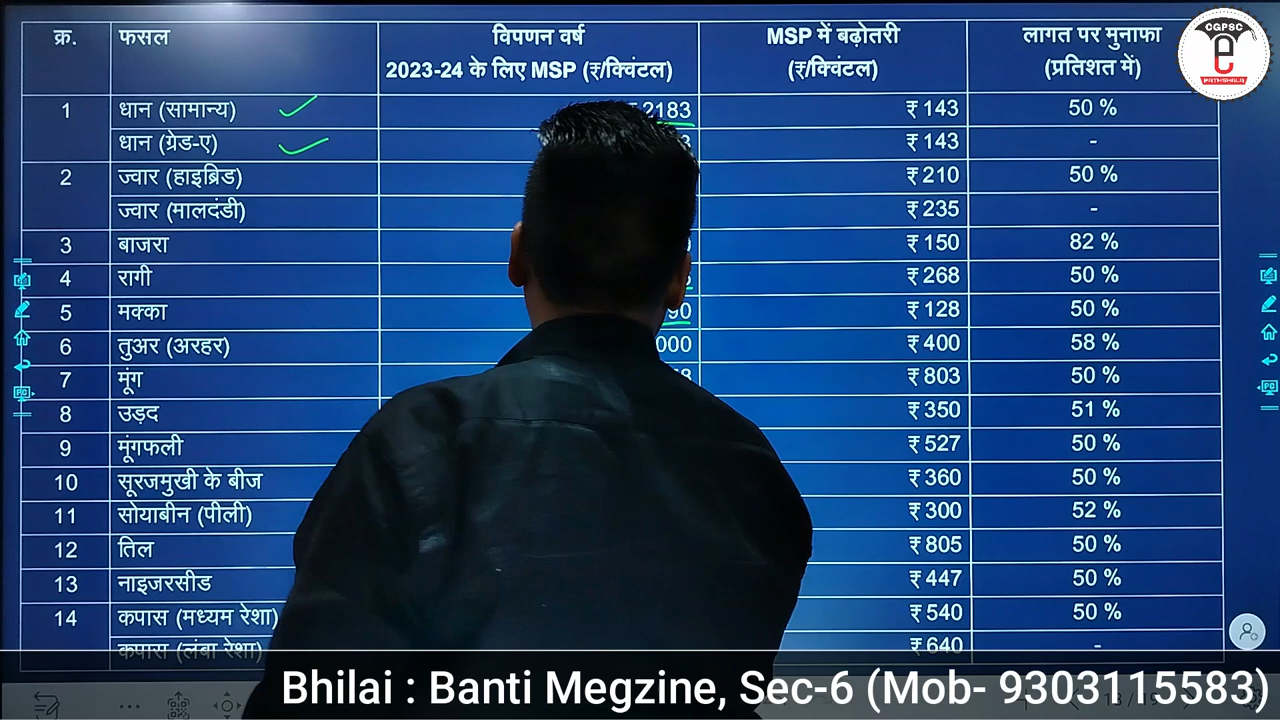 CGPSC
e
PATHSHALA
क्र. फसल विपणन वर्ष 2023-24 के लिए MSP (₹/क्विंटल) MSP में बढ़ोतरी (₹/क्विंटल) लागत पर मुनाफा (प्रतिशत में)
1 धान (सामान्य) ₹ 2183 ₹ 143 50 %
धान (ग्रेड-ए) ₹ 143 -
2 ज्वार (हाइब्रिड) ₹ 210 50 %
ज्वार (मालदंडी) ₹ 235 -
3 बाजरा ₹ 150 82 %
4 रागी ₹ 268 50 %
5 मक्का 90 ₹ 128 50 %
6 तुअर (अरहर) 000 ₹ 400 58 %
7 मूंग ₹ 803 50 %
8 उड़द ₹ 350 51 %
9 मूंगफली ₹ 527 50 %
10 सूरजमुखी के बीज ₹ 360 50 %
11 सोयाबीन (पीली) ₹ 300 52 %
12 तिल ₹ 805 50 %
13 नाइजरसीड ₹ 447 50 %
14 कपास (मध्यम रेशा) ₹ 540 50 %
कपास (लंबा रेशा) ₹ 640 -
Bhilai : Banti Megzine, Sec-6 (Mob- 9303115583)